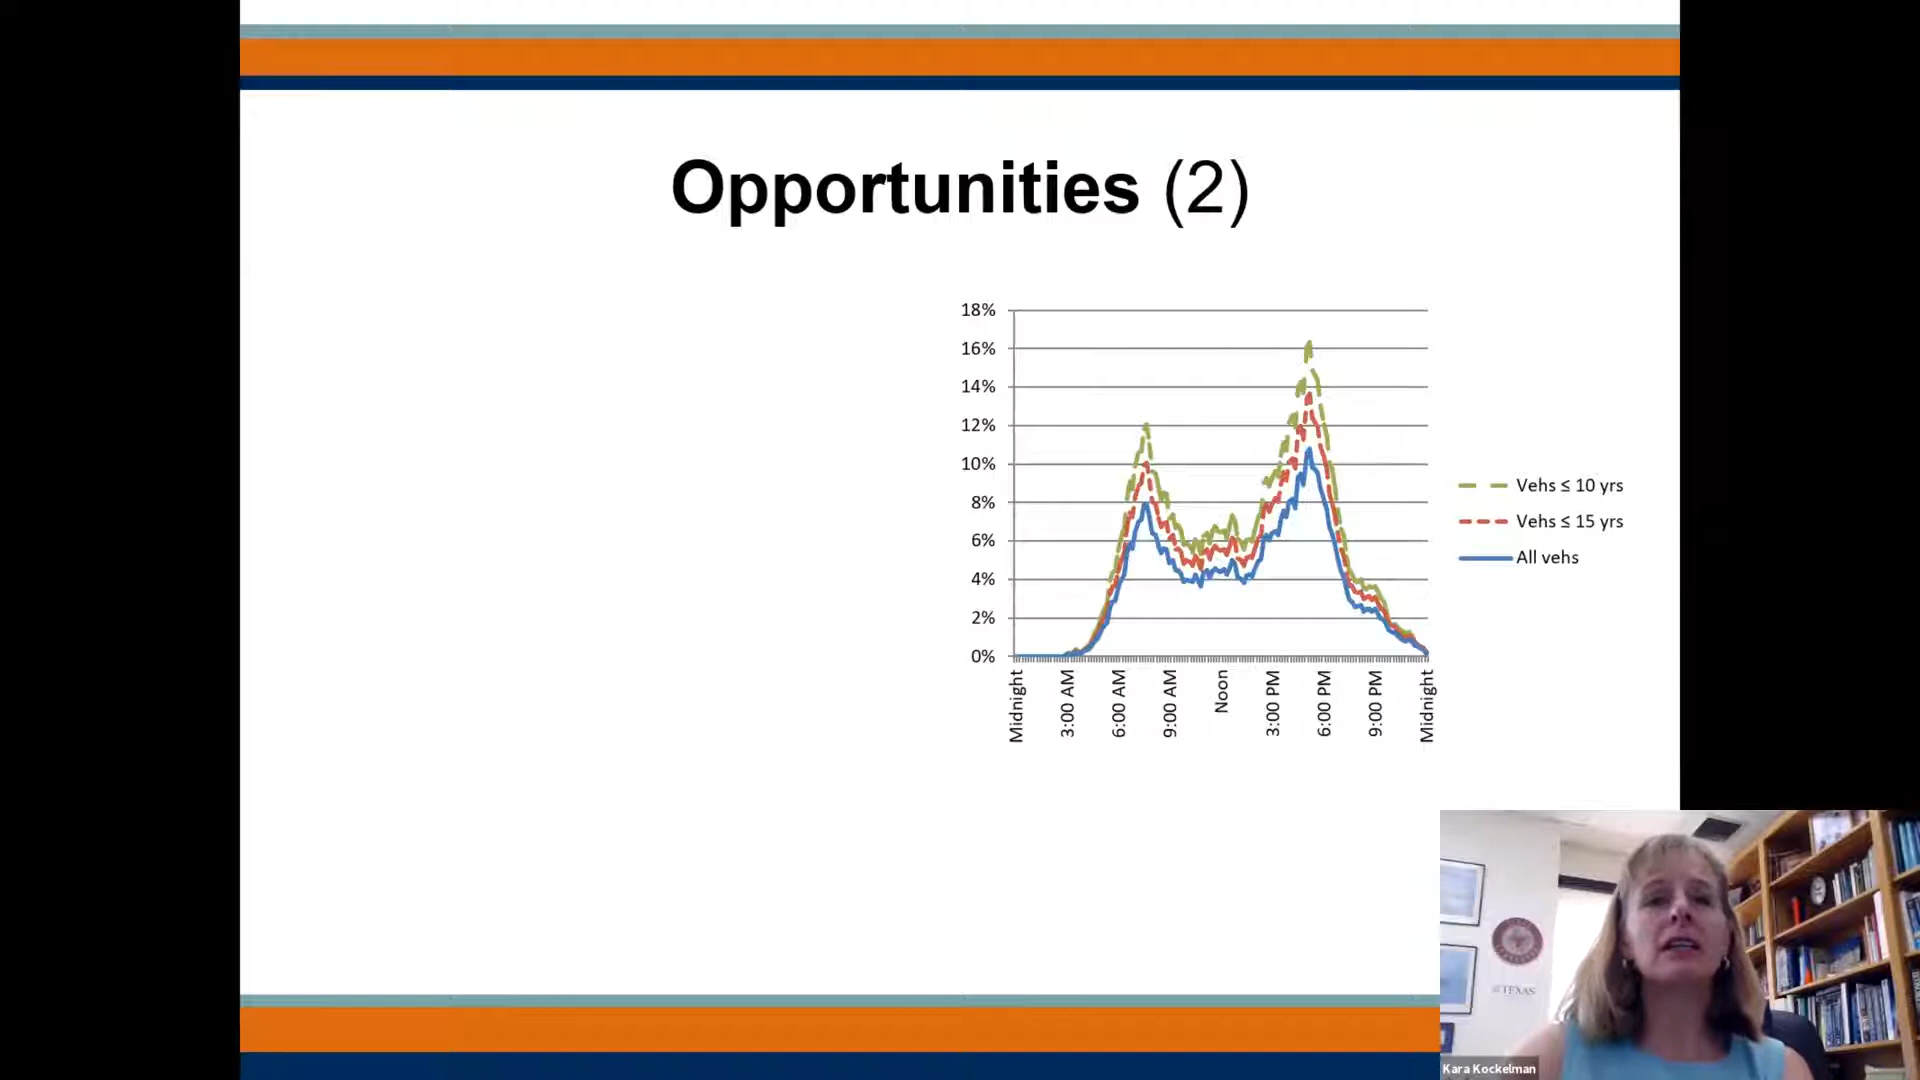 Opportunities (2)
18%
16%
14%
12%
10%
8%
6%
4%
2%
0%
Midnight
3:00 AM
6:00 AM
9:00 AM
Noon
3:00 PM
6:00 PM
9:00 PM
Midnight
Vehs ≤ 10 yrs
Vehs ≤ 15 yrs
All vehs
TEXAS
Kara Kockelman